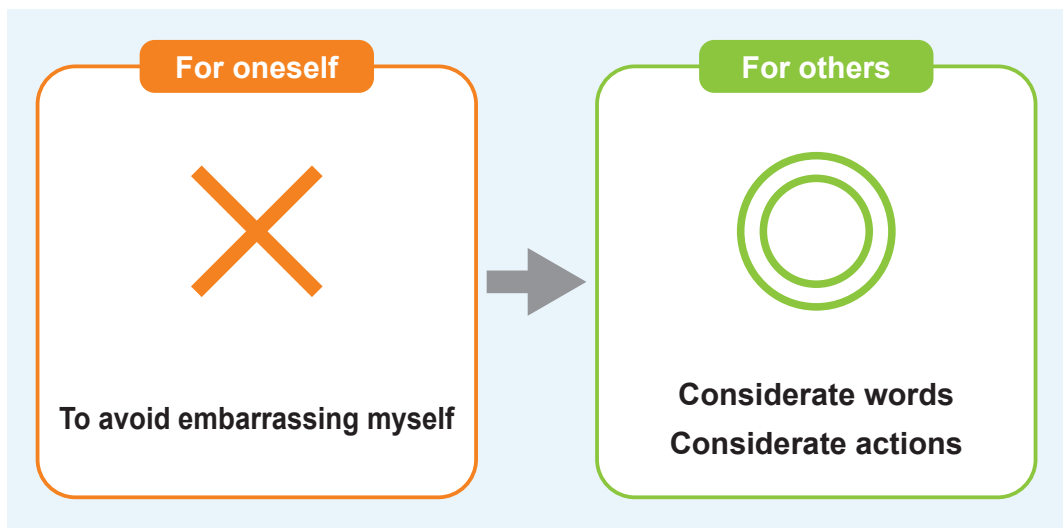 For oneself
To avoid embarrassing myself
For others
Considerate words
Considerate actions